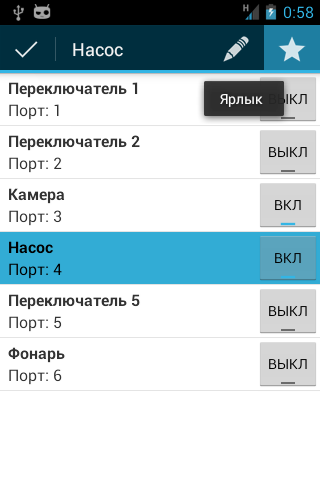 H 0:58
Насос
Ярлык
Переключатель 1
Порт: 1
ВЫКЛ
Переключатель 2
Порт: 2
ВЫКЛ
Камера
Порт: 3
ВКЛ
Насос
Порт: 4
ВКЛ
Переключатель 5
Порт: 5
ВЫКЛ
Фонарь
Порт: 6
ВЫКЛ